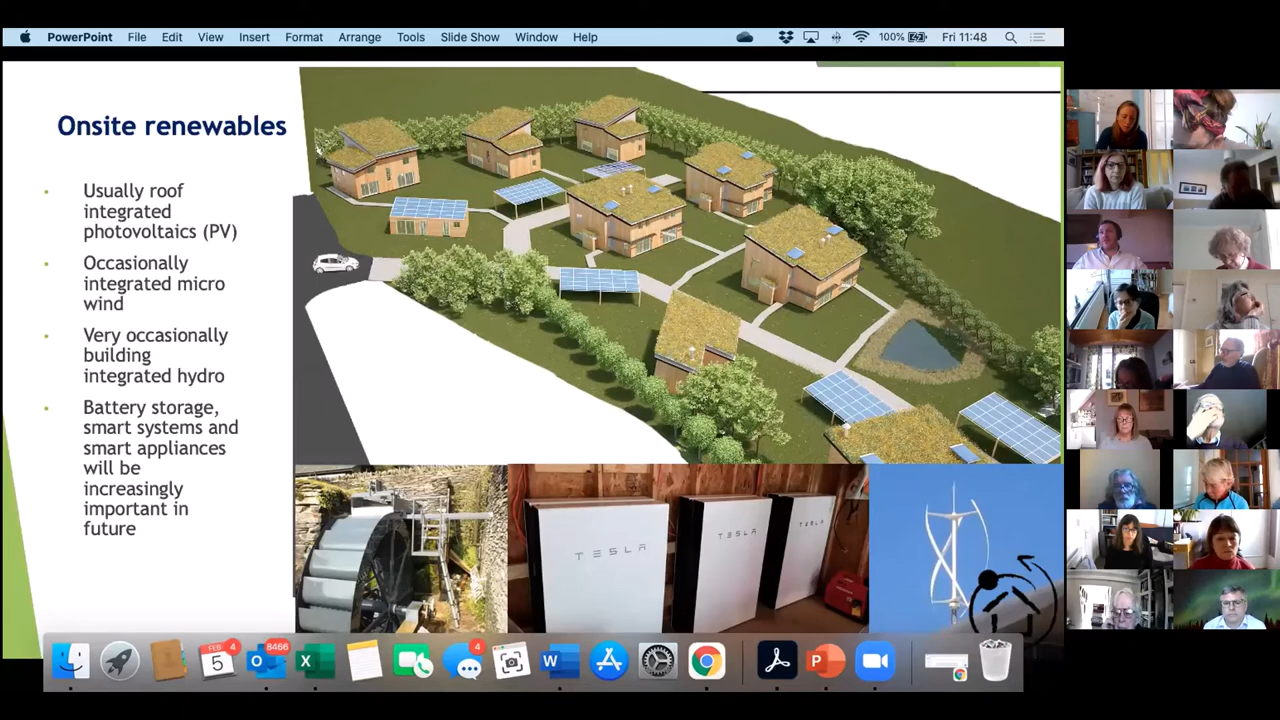 PowerPoint File Edit View Insert Format Arrange Tools Slide Show Window Help 100% Fri 11:48
Onsite renewables
Usually roof
integrated
photovoltaics (PV)
Occasionally
integrated micro
wind
Very occasionally
building
integrated hydro
Battery storage,
smart systems and
smart appliances
will be
increasingly
important in
future
TESLA
TESLA
TESLA
FEB
5
4
8466
4